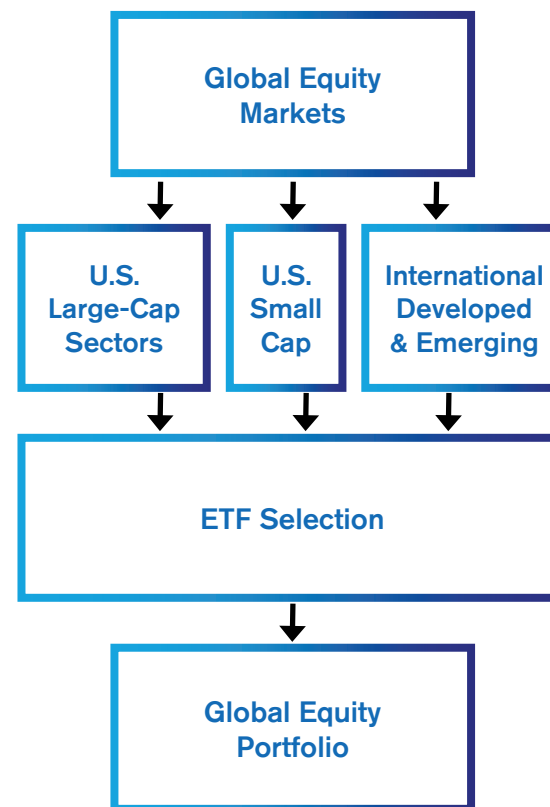 Global Equity
Markets
U.S.
Large-Cap
Sectors
U.S.
Small
Cap
International
Developed
& Emerging
ETF Selection
Global Equity
Portfolio